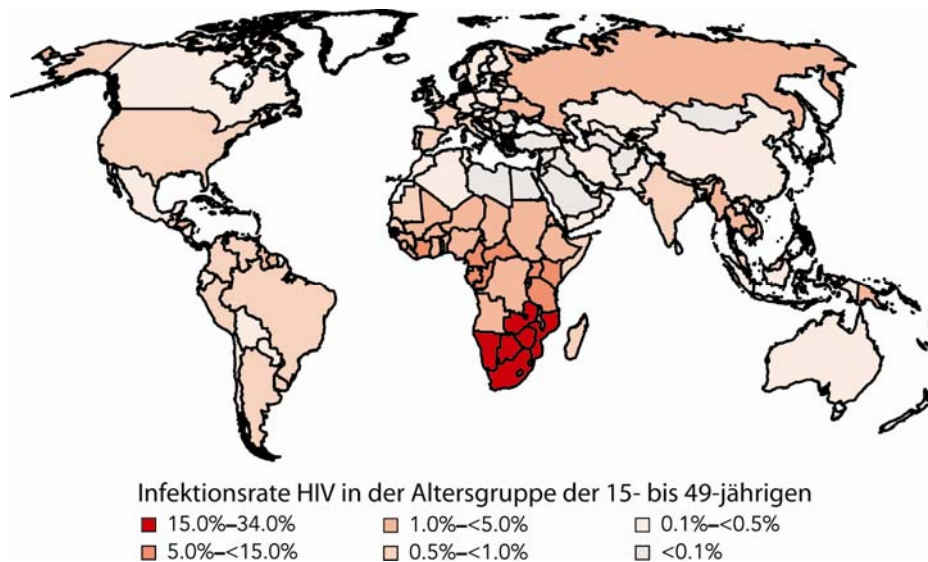 Infektionsrate HIV in der Altersgruppe der 15- bis 49-jährigen
15.0%–34.0% 1.0%–<5.0% 0.1%–<0.5%
5.0%–<15.0% 0.5%–<1.0% <0.1%